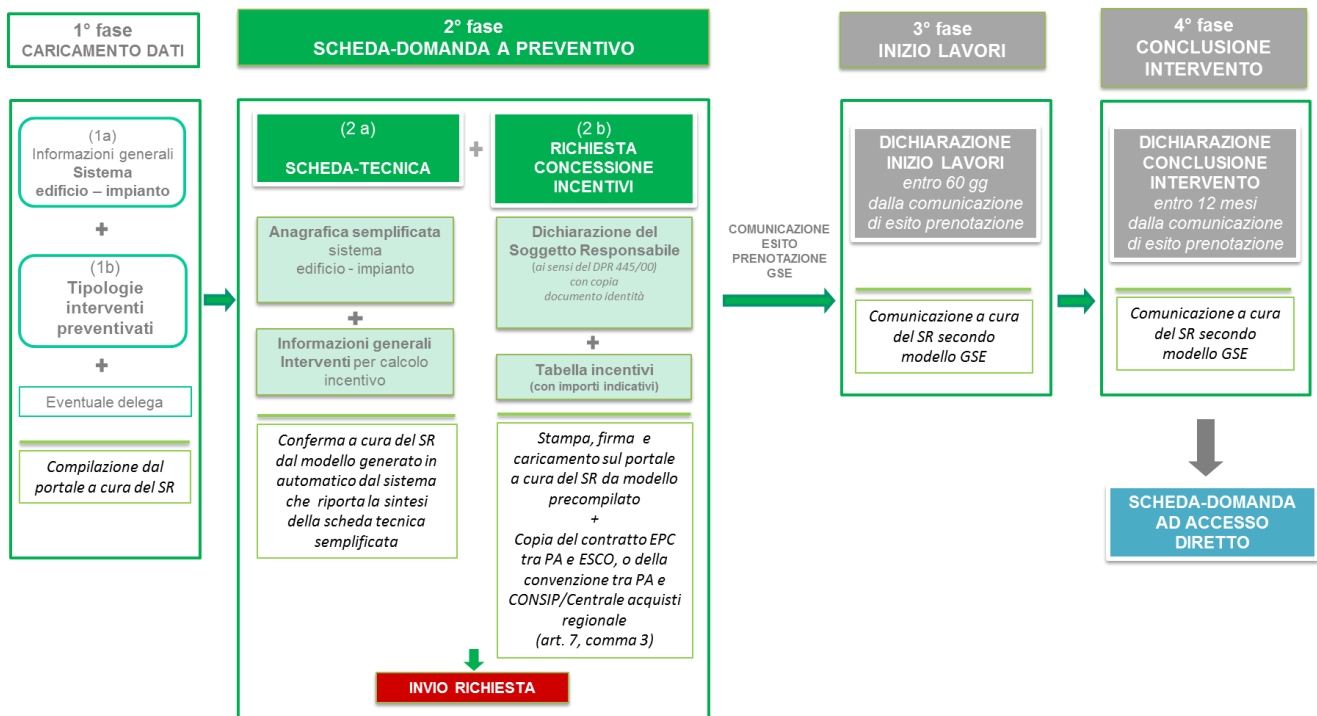 1° fase
CARICAMENTO DATI
2° fase
SCHEDA-DOMANDA A PREVENTIVO
3° fase
INIZIO LAVORI
4° fase
CONCLUSIONE
INTERVENTO
(1a)
Informazioni generali
Sistema
edificio – impianto
+
(1b)
Tipologie
interventi
preventivati
+
Eventuale delega
Compilazione dal
portale a cura del SR
(2 a)
SCHEDA-TECNICA
+
(2 b)
RICHIESTA
CONCESSIONE
INCENTIVI
Anagrafica semplificata
sistema
edificio - impianto
+
Informazioni generali
Interventi per calcolo
incentivo
Conferma a cura del SR
dal modello generato in
automatico dal sistema
che riporta la sintesi
della scheda tecnica
semplificata
Dichiarazione del
Soggetto Responsabile
(ai sensi del DPR 445/00)
con copia
documento identità
+
Tabella incentivi
(con importi indicativi)
Stampa, firma e
caricamento sul portale
a cura del SR da modello
precompilato
+
Copia del contratto EPC
tra PA e ESCO, o della
convenzione tra PA e
CONSIP/Centrale acquisti
regionale
(art. 7, comma 3)
INVIO RICHIESTA
COMUNICAZIONE
ESITO
PRENOTAZIONE
GSE
DICHIARAZIONE
INIZIO LAVORI
entro 60 gg
dalla comunicazione
di esito prenotazione
Comunicazione a cura
del SR secondo
modello GSE
DICHIARAZIONE
CONCLUSIONE
INTERVENTO
entro 12 mesi
dalla comunicazione
di esito prenotazione
Comunicazione a cura
del SR secondo
modello GSE
SCHEDA-DOMANDA
AD ACCESSO
DIRETTO